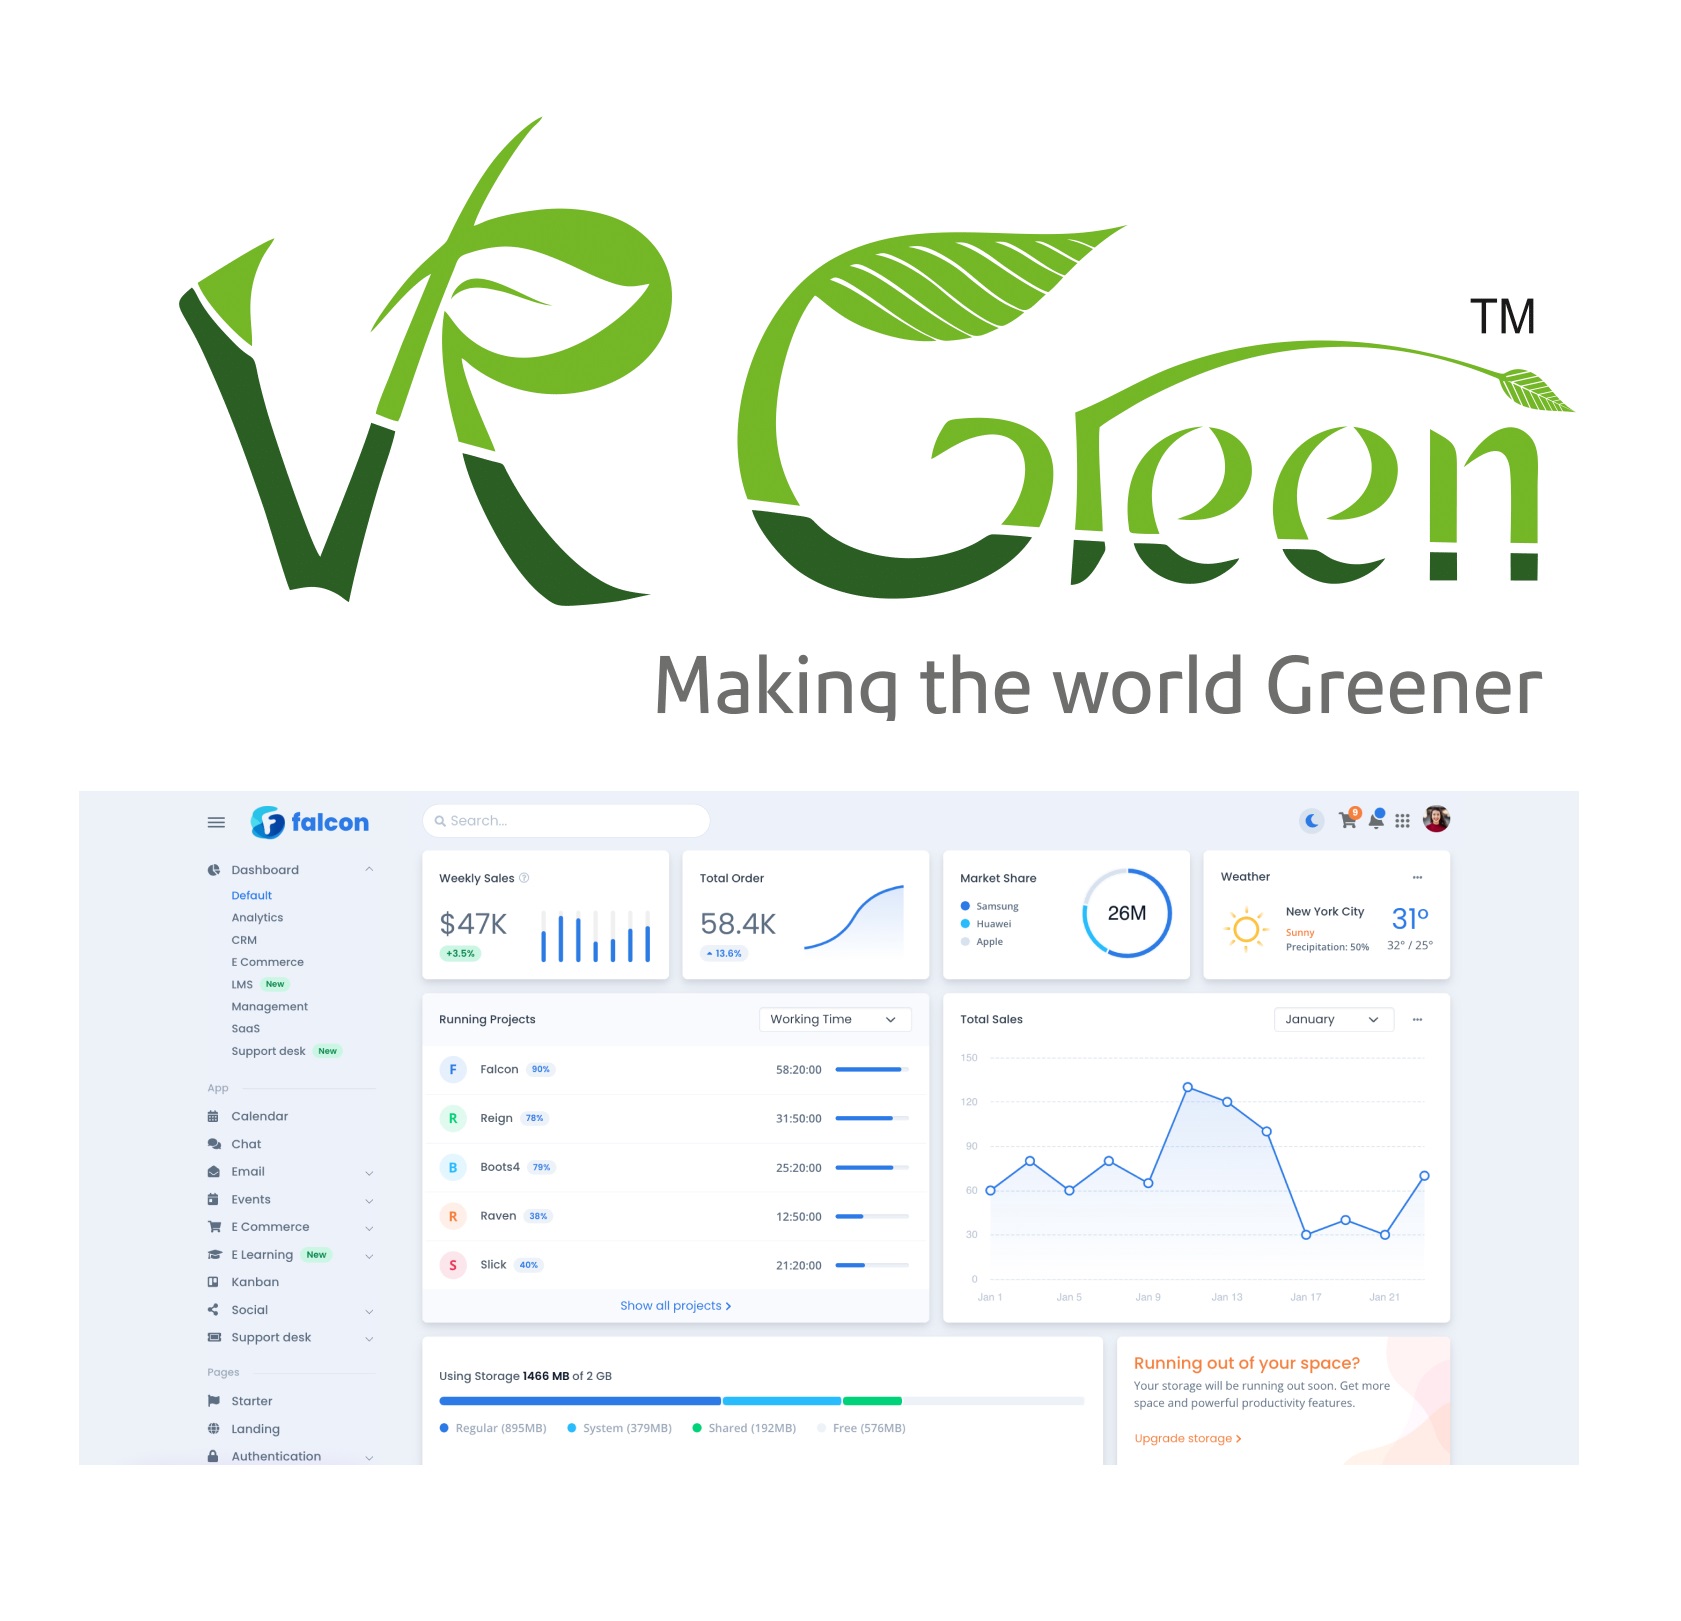 VR Green
TM
Making the world Greener
falcon
Search...
9
Dashboard
Default
Analytics
CRM
E Commerce
LMS New
Management
SaaS
Support desk New
App
Calendar
Chat
Email
Events
E Commerce
E Learning New
Kanban
Social
Support desk
Pages
Starter
Landing
Authentication
Weekly Sales ?
$47K
+3.5%
Total Order
58.4K
13.6%
Market Share
Samsung
Huawei
Apple
26M
Weather
New York City
Sunny
Precipitation: 50%
31°
32° / 25°
Running Projects
Working Time
F Falcon 90% 58:20:00
R Reign 78% 31:50:00
B Boots4 79% 25:20:00
R Raven 38% 12:50:00
S Slick 40% 21:20:00
Show all projects
Total Sales
January
150
120
90
60
30
0
Jan 1 Jan 5 Jan 9 Jan 13 Jan 17 Jan 21
Using Storage 1466 MB of 2 GB
Regular (895MB) System (379MB) Shared (192MB) Free (576MB)
Running out of your space?
Your storage will be running out soon. Get more
space and powerful productivity features.
Upgrade storage